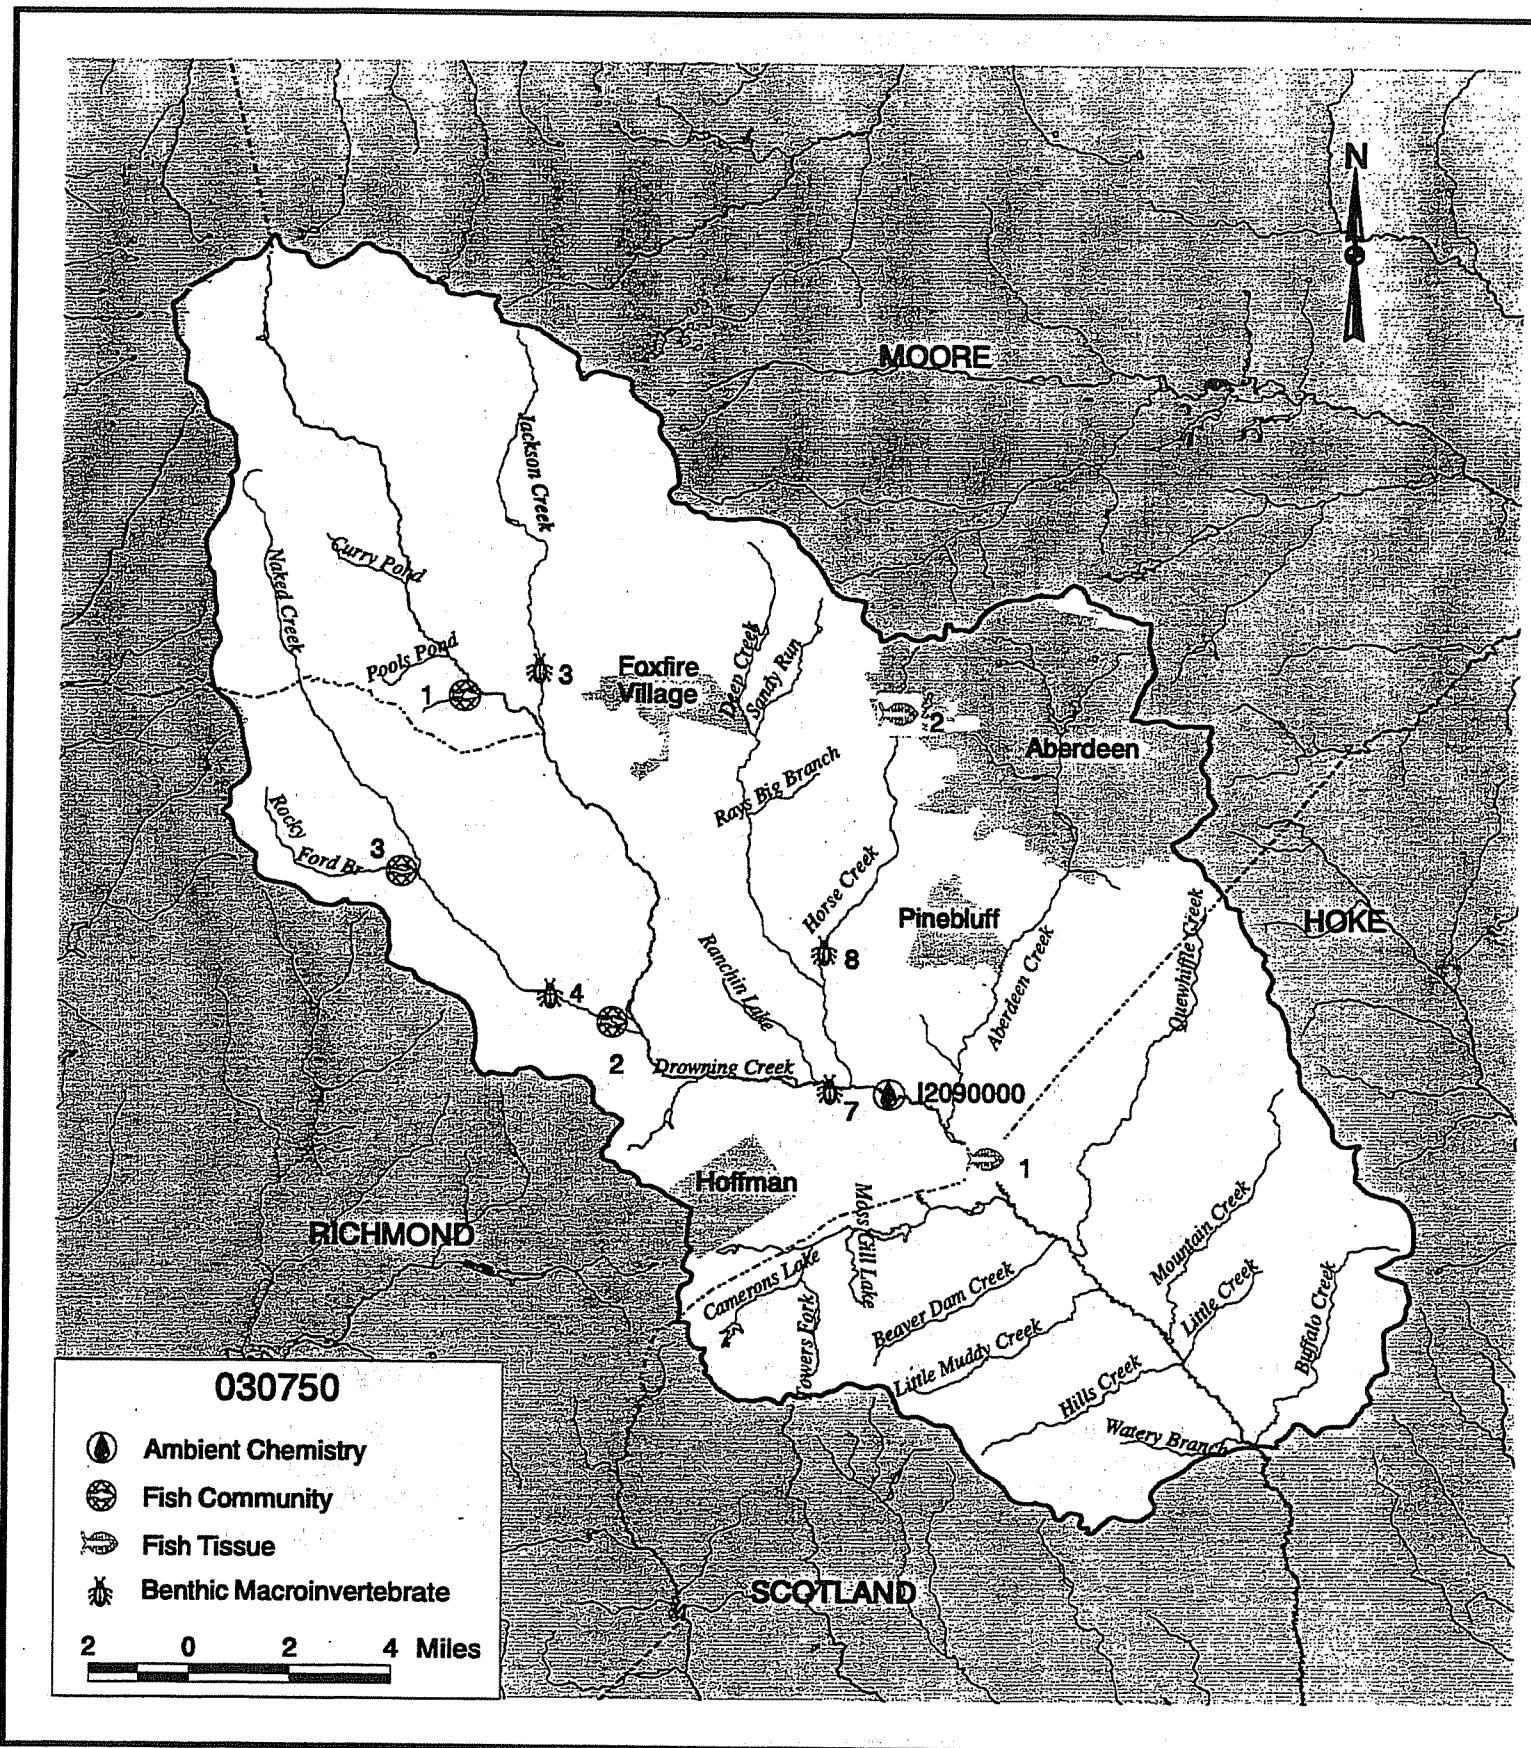 N
MOORE
Jackson Creek
Curry Pond
Naked Creek
Pools Pond
1
3
Foxfire
Village
Deep Creek
Sandy Run
2
Aberdeen
Rays Big Branch
Rocky
Ford Br
3
Horse Creek
Pinebluff
Quewhiffle Creek
HOKE
8
Ranchin Lake
Aberdeen Creek
4
2
Drowning Creek
7
I2090000
1
Hoffman
Moss Gill Lake
Mountain Creek
RICHMOND
Camerons Lake
Towers Fork
Beaver Dam Creek
Little Creek
Buffalo Creek
Little Muddy Creek
Hills Creek
Watery Branch
030750
Ambient Chemistry
Fish Community
Fish Tissue
Benthic Macroinvertebrate
2 0 2 4 Miles
SCOTLAND